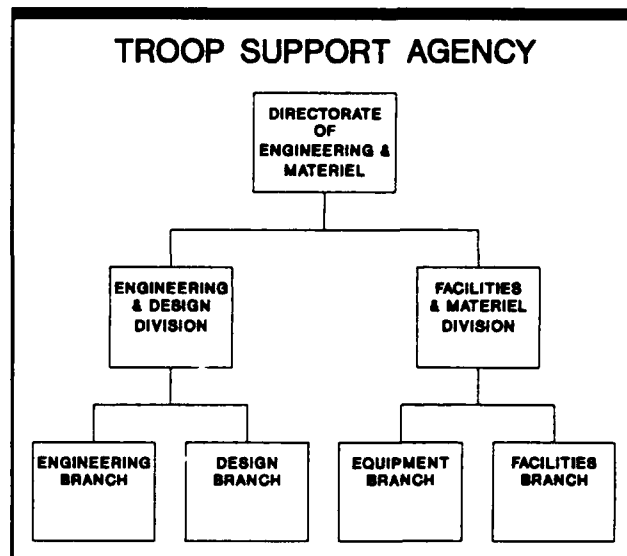 TROOP SUPPORT AGENCY
DIRECTORATE
OF
ENGINEERING &
MATERIEL
ENGINEERING
& DESIGN
DIVISION
FACILITIES
& MATERIEL
DIVISION
ENGINEERING
BRANCH
DESIGN
BRANCH
EQUIPMENT
BRANCH
FACILITIES
BRANCH